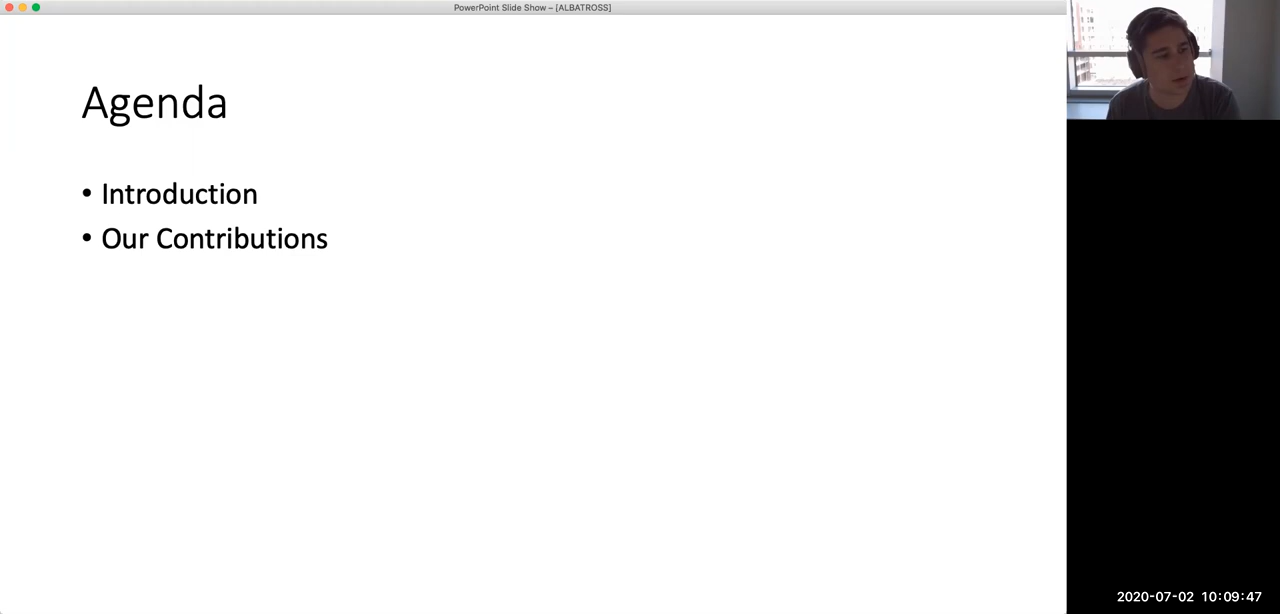 PowerPoint Slide Show – [ALBATROSS]
Agenda
• Introduction
• Our Contributions
2020-07-02 10:09:47